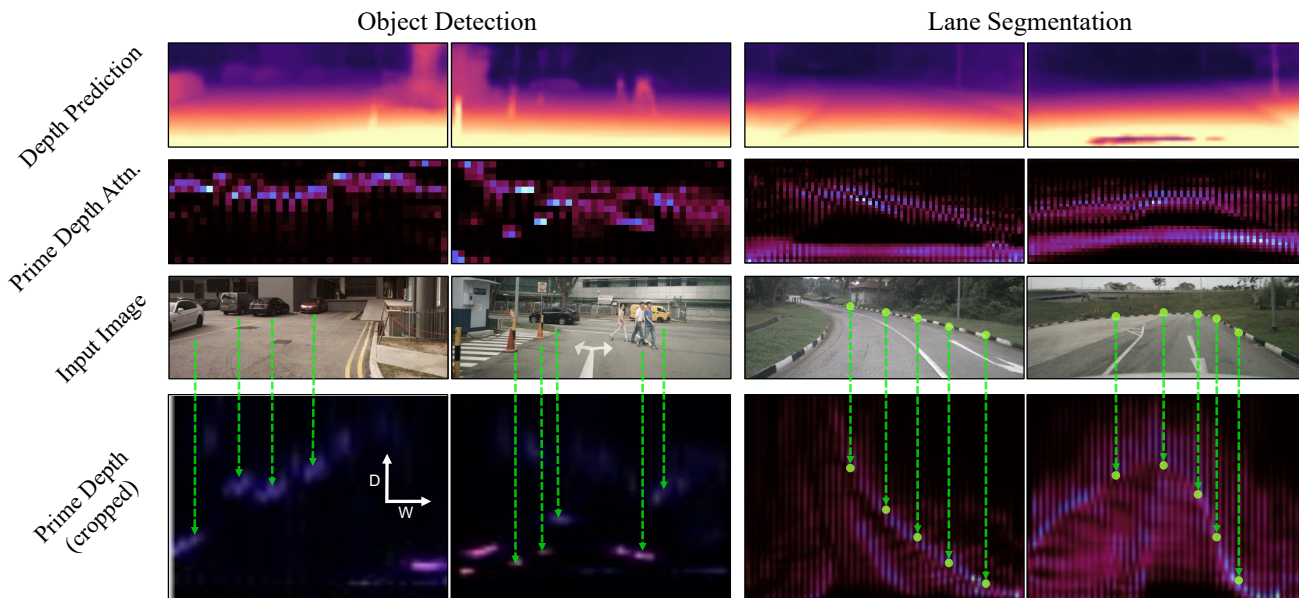 Object Detection
Lane Segmentation
Depth Prediction
Prime Depth Attn.
Input Image
Prime Depth
(cropped)
D
W